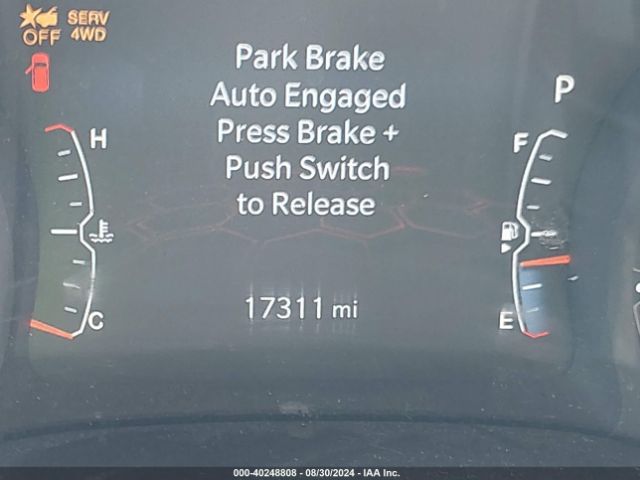 OFF
SERV
4WD
Park Brake
Auto Engaged
Press Brake +
Push Switch
to Release
P
H
F
C
E
17311 mi
000-40248808 - 08/30/2024 - IAA Inc.